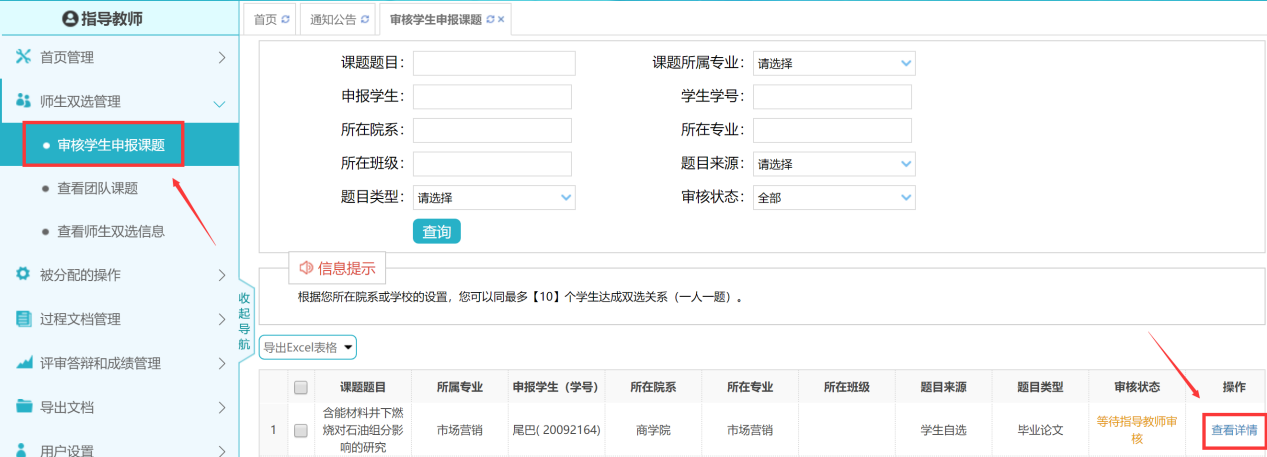 指导教师
首页管理
师生双选管理
审核学生申报课题
查看团队课题
查看师生双选信息
被分配的操作
过程文档管理
评审答辩和成绩管理
导出文档
用户设置
收起导航
首页 通知公告 审核学生申报课题
课题题目： 课题所属专业： 请选择
申报学生： 学生学号：
所在院系： 所在专业：
所在班级： 题目来源： 请选择
题目类型： 请选择 审核状态： 全部
查询
信息提示
根据您所在院系或学校的设置，您可以同最多【10】个学生达成双选关系（一人一题）。
导出Excel表格
课题题目 所属专业 申报学生（学号） 所在院系 所在专业 所在班级 题目来源 题目类型 审核状态 操作
1 含能材料井下燃烧对石油组分影响的研究 市场营销 尾巴( 20092164) 商学院 市场营销 学生自选 毕业论文 等待指导教师审核 查看详情